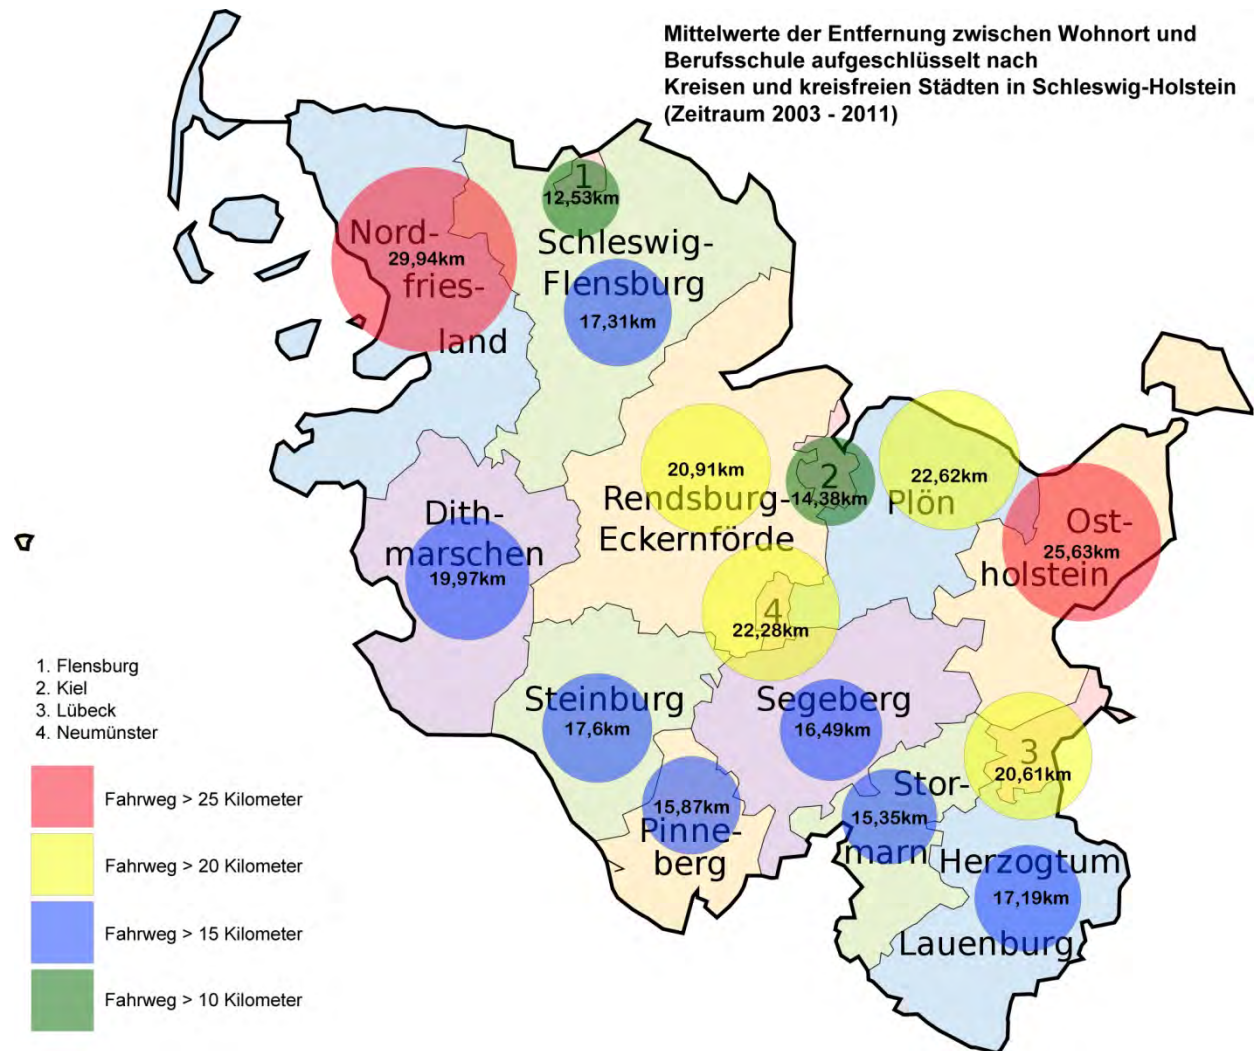 Mittelwerte der Entfernung zwischen Wohnort und
Berufsschule aufgeschlüsselt nach
Kreisen und kreisfreien Städten in Schleswig-Holstein
(Zeitraum 2003 - 2011)
1
12,53km
Nord-
29,94km
fries-
land
Schleswig-
Flensburg
17,31km
20,91km
Rendsburg-
Eckernförde
2
14,38km
22,62km
Plön
Ost-
25,63km
holstein
Dith-
marschen
19,97km
4
22,28km
Steinburg
17,6km
Segeberg
16,49km
3
20,61km
15,87km
Pinne-
berg
Stor-
15,35km
marn
Herzogtum
17,19km
Lauenburg
1. Flensburg
2. Kiel
3. Lübeck
4. Neumünster
Fahrweg > 25 Kilometer
Fahrweg > 20 Kilometer
Fahrweg > 15 Kilometer
Fahrweg > 10 Kilometer